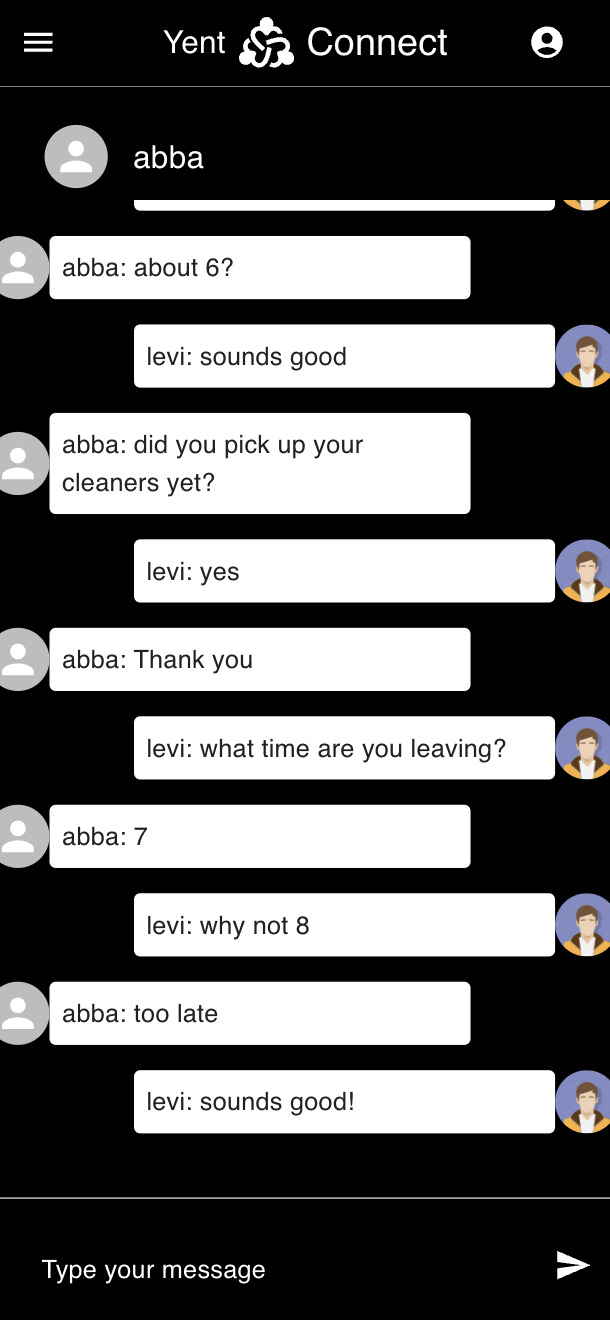 Yent Connect
abba
abba: about 6?
levi: sounds good
abba: did you pick up your
cleaners yet?
levi: yes
abba: Thank you
levi: what time are you leaving?
abba: 7
levi: why not 8
abba: too late
levi: sounds good!
Type your message